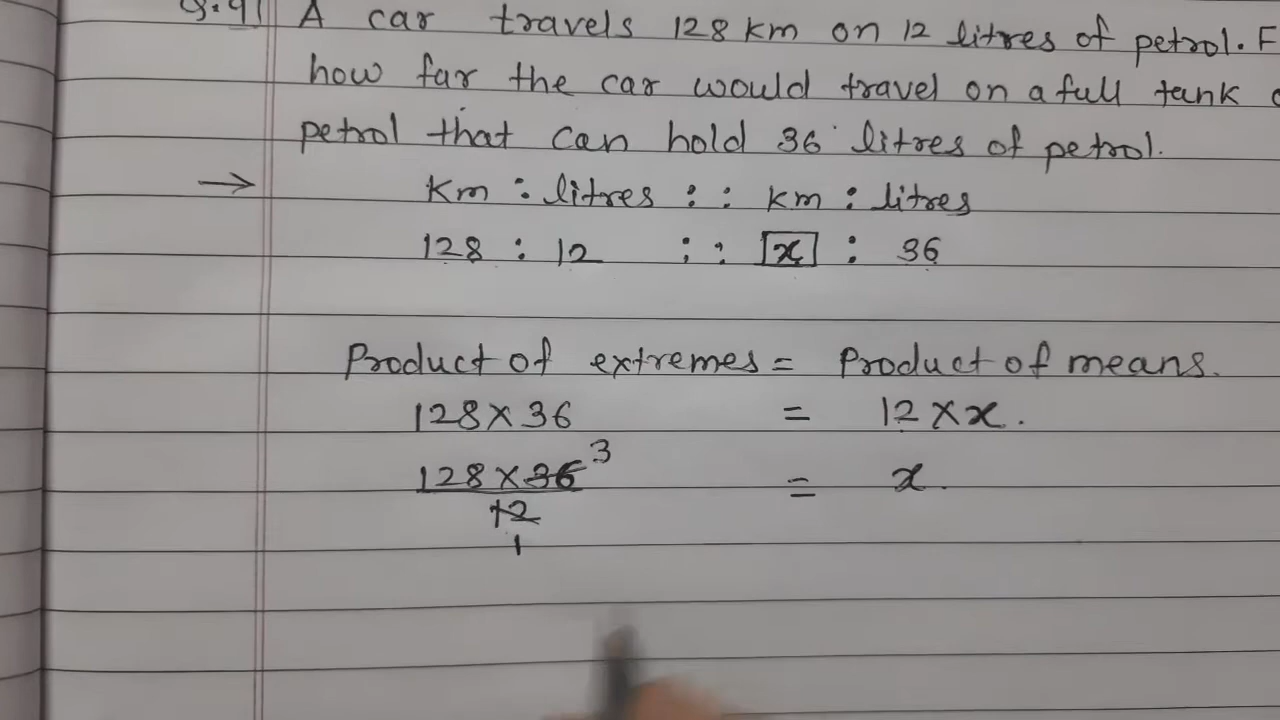 Q.9] A car travels 128 km on 12 litres of petrol. F
how far the car would travel on a full tank o
petrol that can hold 36 litres of petrol.
→ Km : litres : : km : litres
128 : 12 : : x : 36
Product of extremes = Product of means.
128 × 36 = 12 × x.
128 × 36 3 = x.
12
1